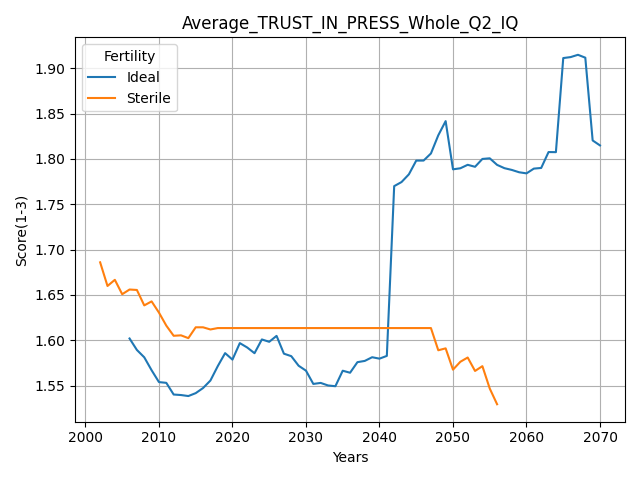 Average_TRUST_IN_PRESS_Whole_Q2_IQ
Fertility
Ideal
Sterile
Score(1-3)
1.90
1.85
1.80
1.75
1.70
1.65
1.60
1.55
2000 2010 2020 2030 2040 2050 2060 2070
Years